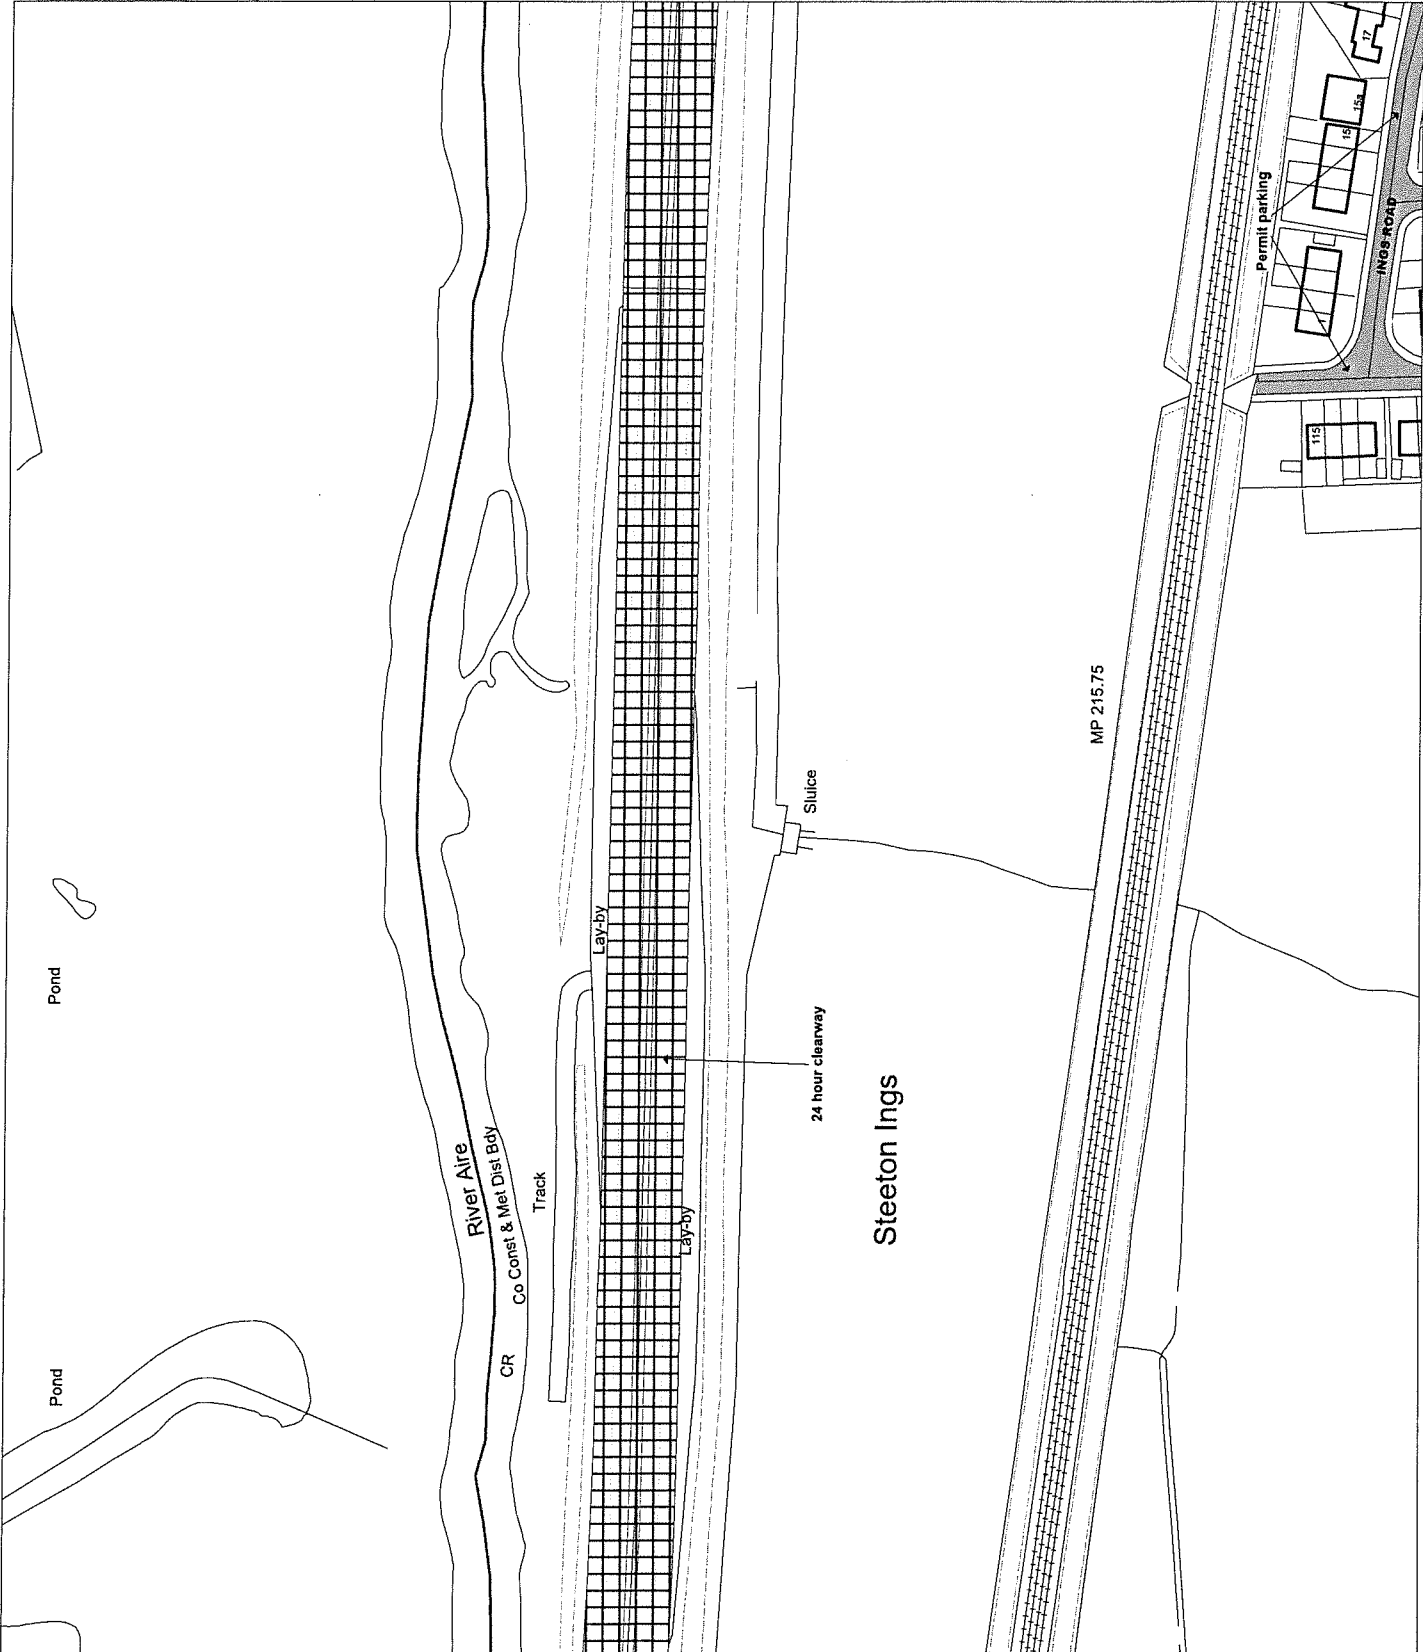 Pond
Pond
River Aire
Co Const & Met Dist Bdy
CR
Track
Lay-by
Lay-by
24 hour clearway
Sluice
Steeton Ings
MP 215.75
Permit parking
INGS ROAD
17
15a
15
1
115